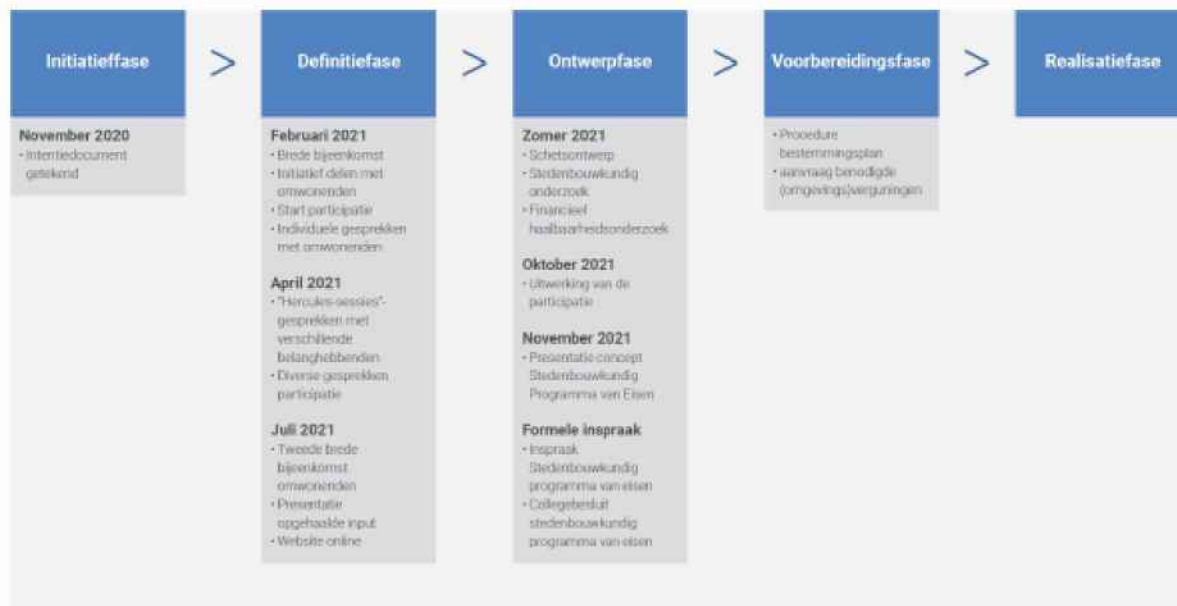 Initiatieffase
>
Definitiefase
>
Ontwerpfase
>
Voorbereidingsfase
>
Realisatiefase
November 2020
• Intentiedocument
getekend
Februari 2021
• Brede bijeenkomst
• Initiatief delen met
omwonenden
• Start participatie
• Individuele gesprekken
met omwonenden
April 2021
• "Hercules-sessies"-
gesprekken met
verschillende
belanghebbenden
• Diverse gesprekken
participatie
Juli 2021
• Tweede brede
bijeenkomst
omwonenden
• Presentatie
opgehaalde input
• Website online
Zomer 2021
• Schetsontwerp
• Stedenbouwkundig
onderzoek
• Financieel
haalbaarheidsonderzoek
Oktober 2021
• Uitwerking van de
participatie
November 2021
• Presentatie concept
Stedenbouwkundig
Programma van Eisen
Formele inspraak
• Inspraak
Stedenbouwkundig
programma van eisen
• Collegebesluit
stedenbouwkundig
programma van eisen
• Procedure
bestemmingsplan
• aanvraag benodigde
(omgevings)verguningen